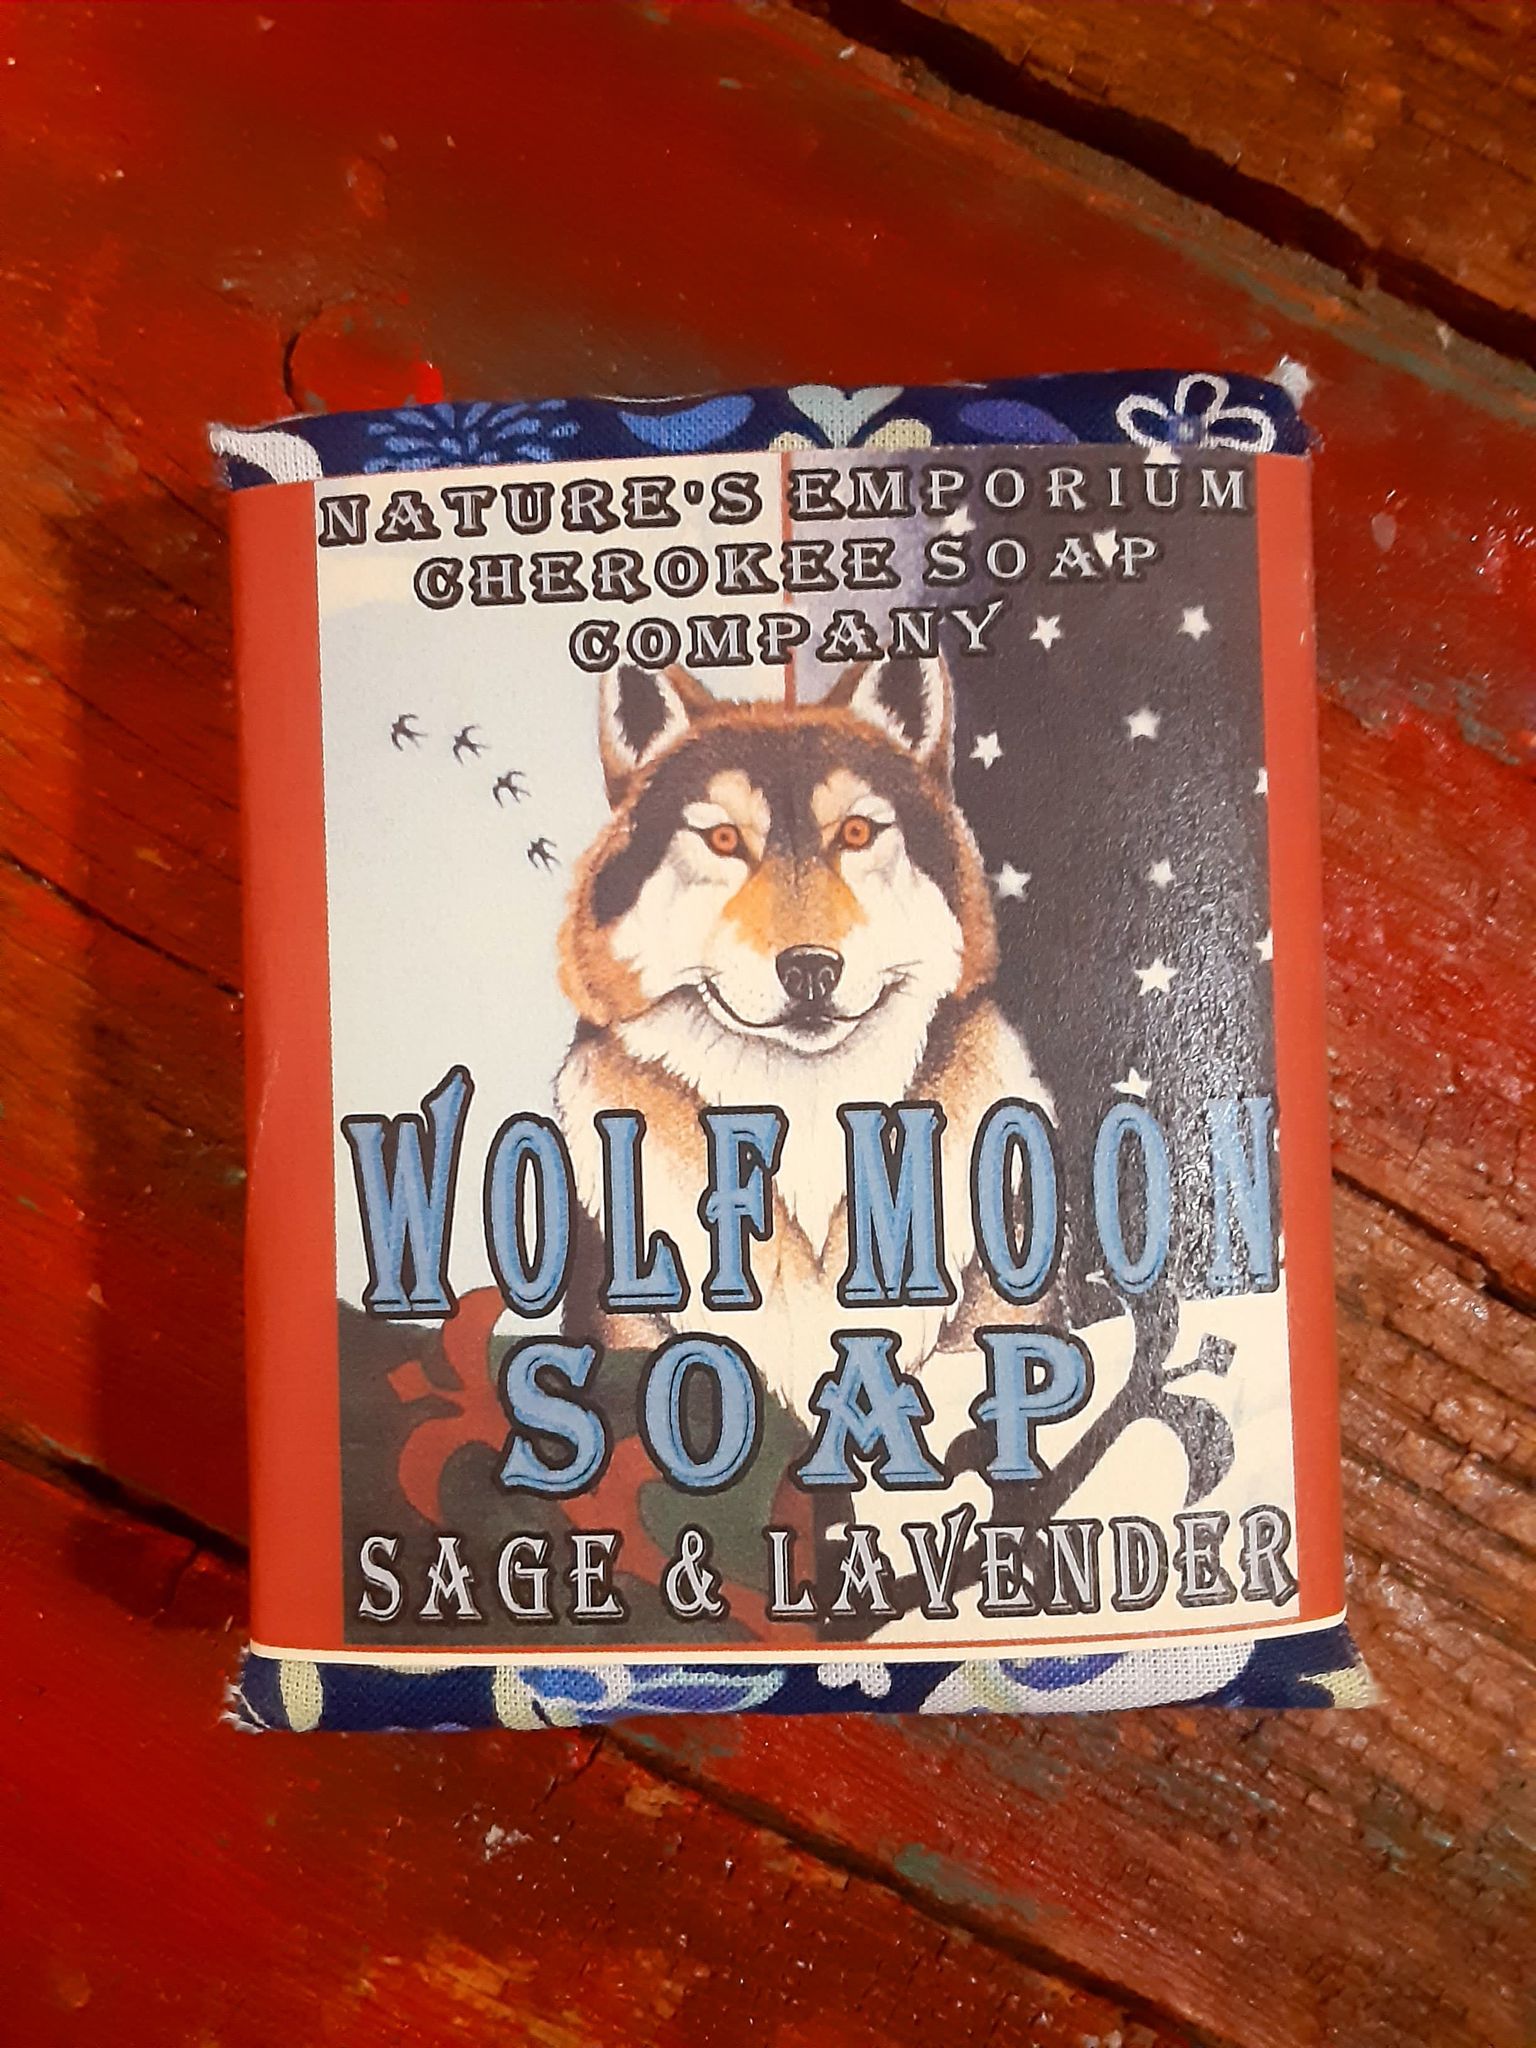 NATURE'S EMPORIUM
CHEROKEE SOAP
COMPANY
WOLF MOON
SOAP
SAGE & LAVENDER